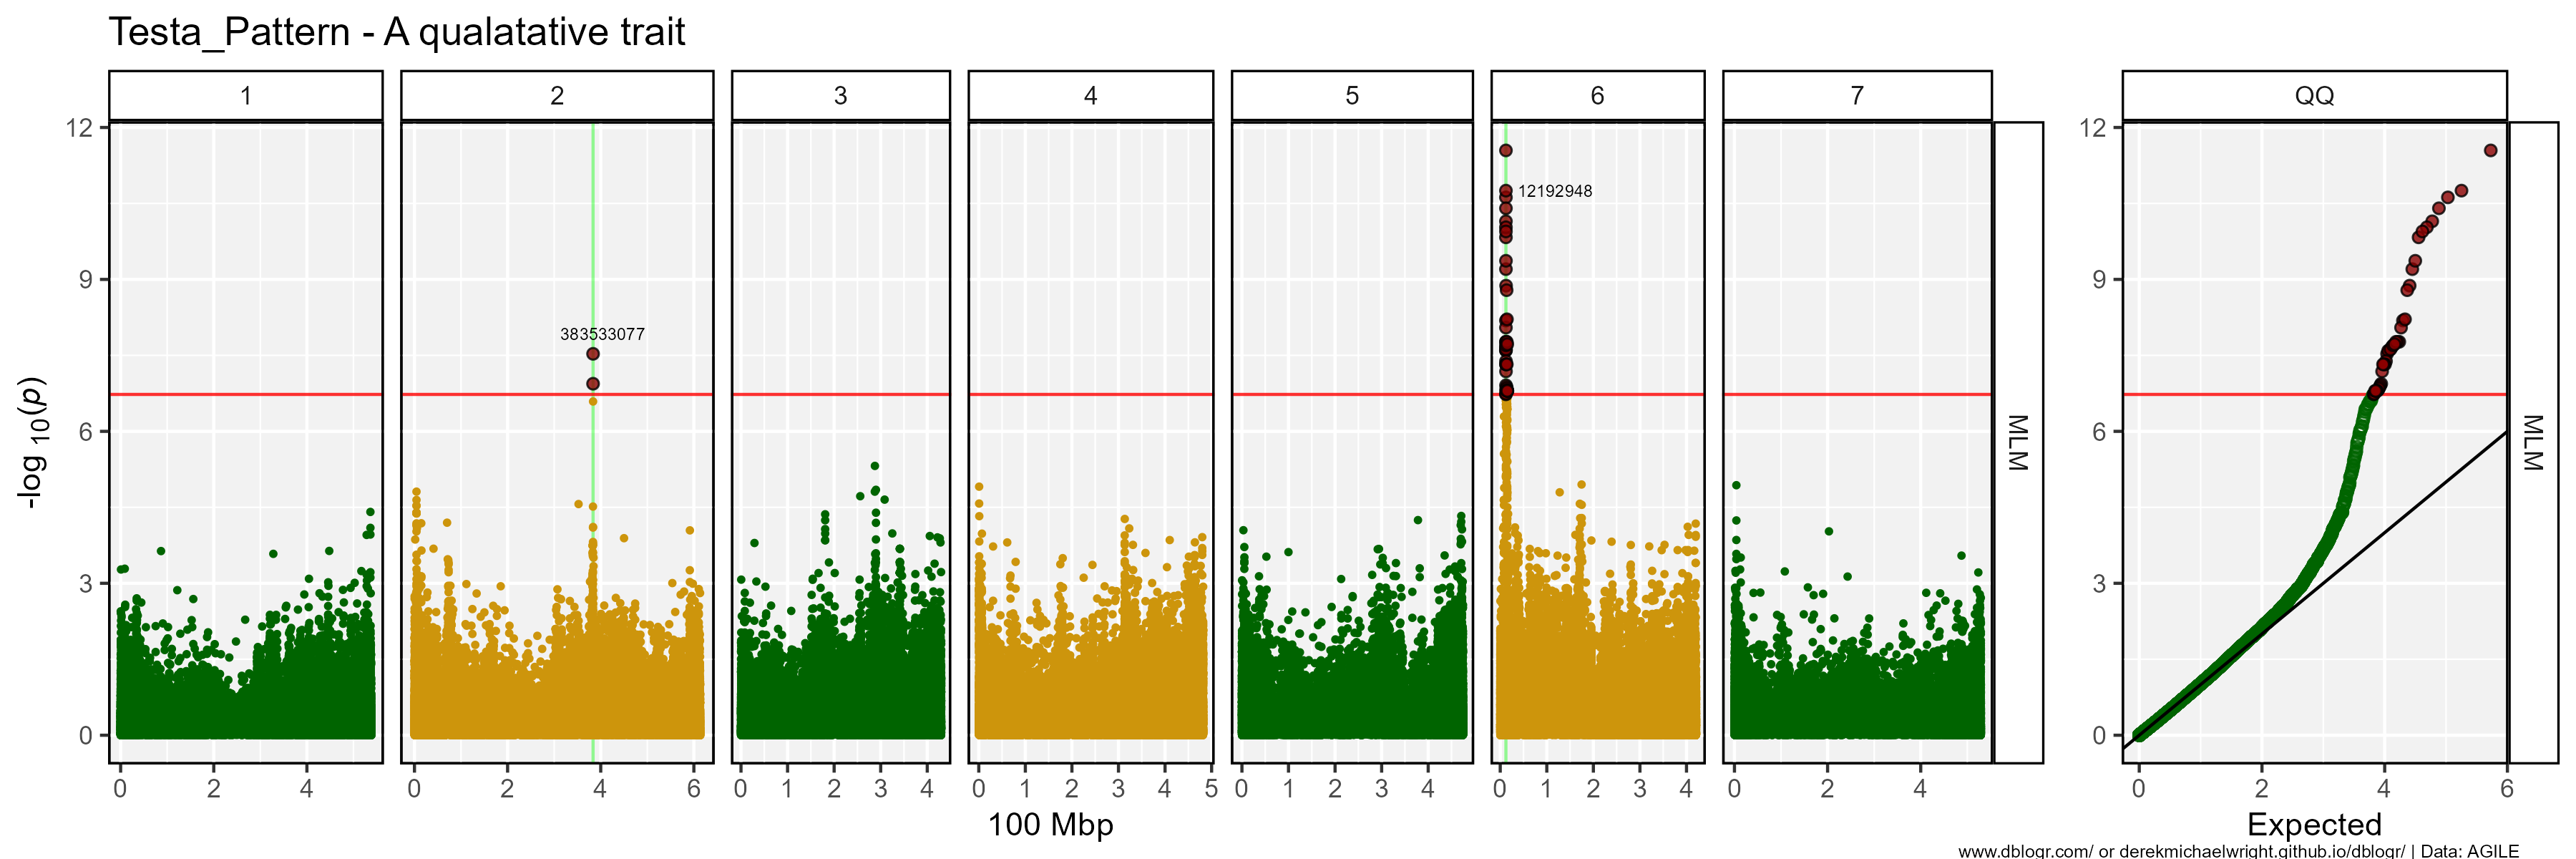 Testa_Pattern - A qualatative trait
1 2 3 4 5 6 7 QQ
12 9 6 3 0
-log 10(p)
383533077
12192948
MLM
12 9 6 3 0
MLM
0 2 4
0 2 4 6
0 1 2 3 4
0 1 2 3 4 5
0 1 2 3 4
0 1 2 3 4
0 2 4
0 2 4 6
100 Mbp
Expected
www.dblogr.com/ or derekmichaelwright.github.io/dblogr/ | Data: AGILE